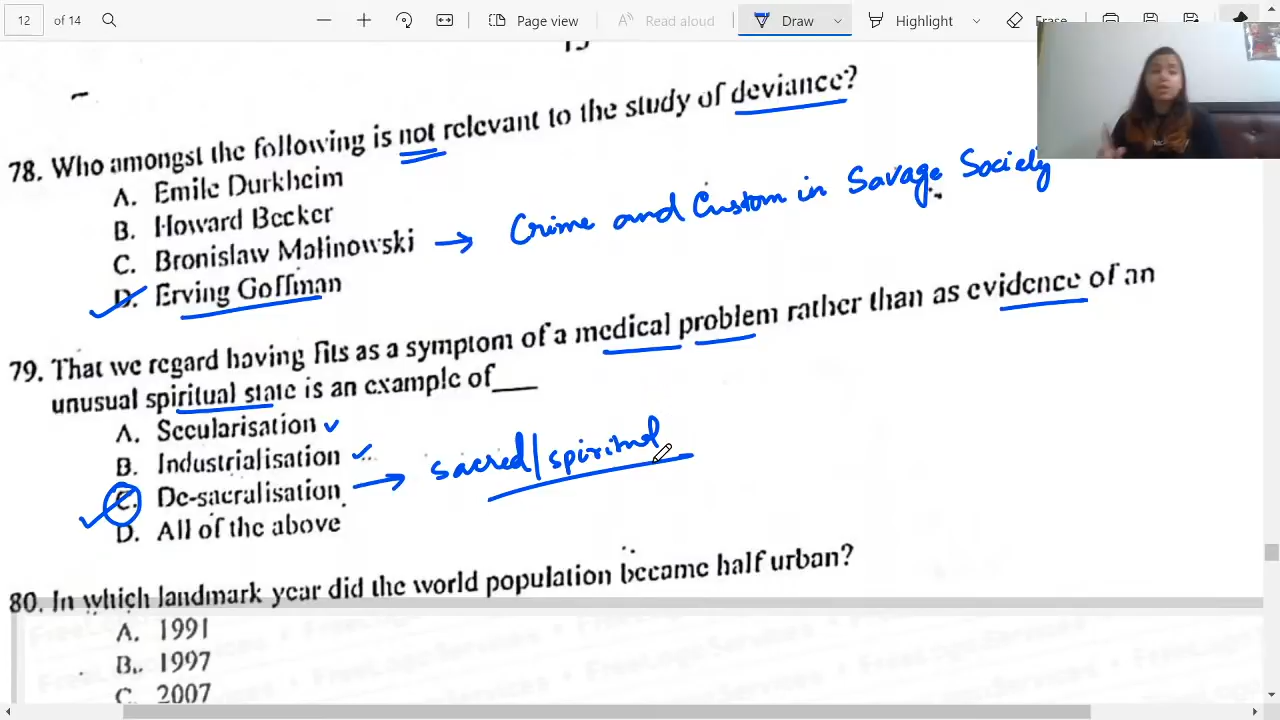 12 of 14 Page view Read aloud Draw Highlight Erase
78. Who amongst the following is not relevant to the study of deviance?
A. Emile Durkheim
B. Howard Becker
C. Bronislaw Malinowski → Crime and Custom in Savage Society
D. Erving Goffman
79. That we regard having fits as a symptom of a medical problem rather than as evidence of an
unusual spiritual state is an example of___
A. Secularisation
B. Industrialisation
C. De-sacralisation → sacred/spiritual
D. All of the above
80. In which landmark year did the world population become half urban?
A. 1991
B. 1997
C. 2007